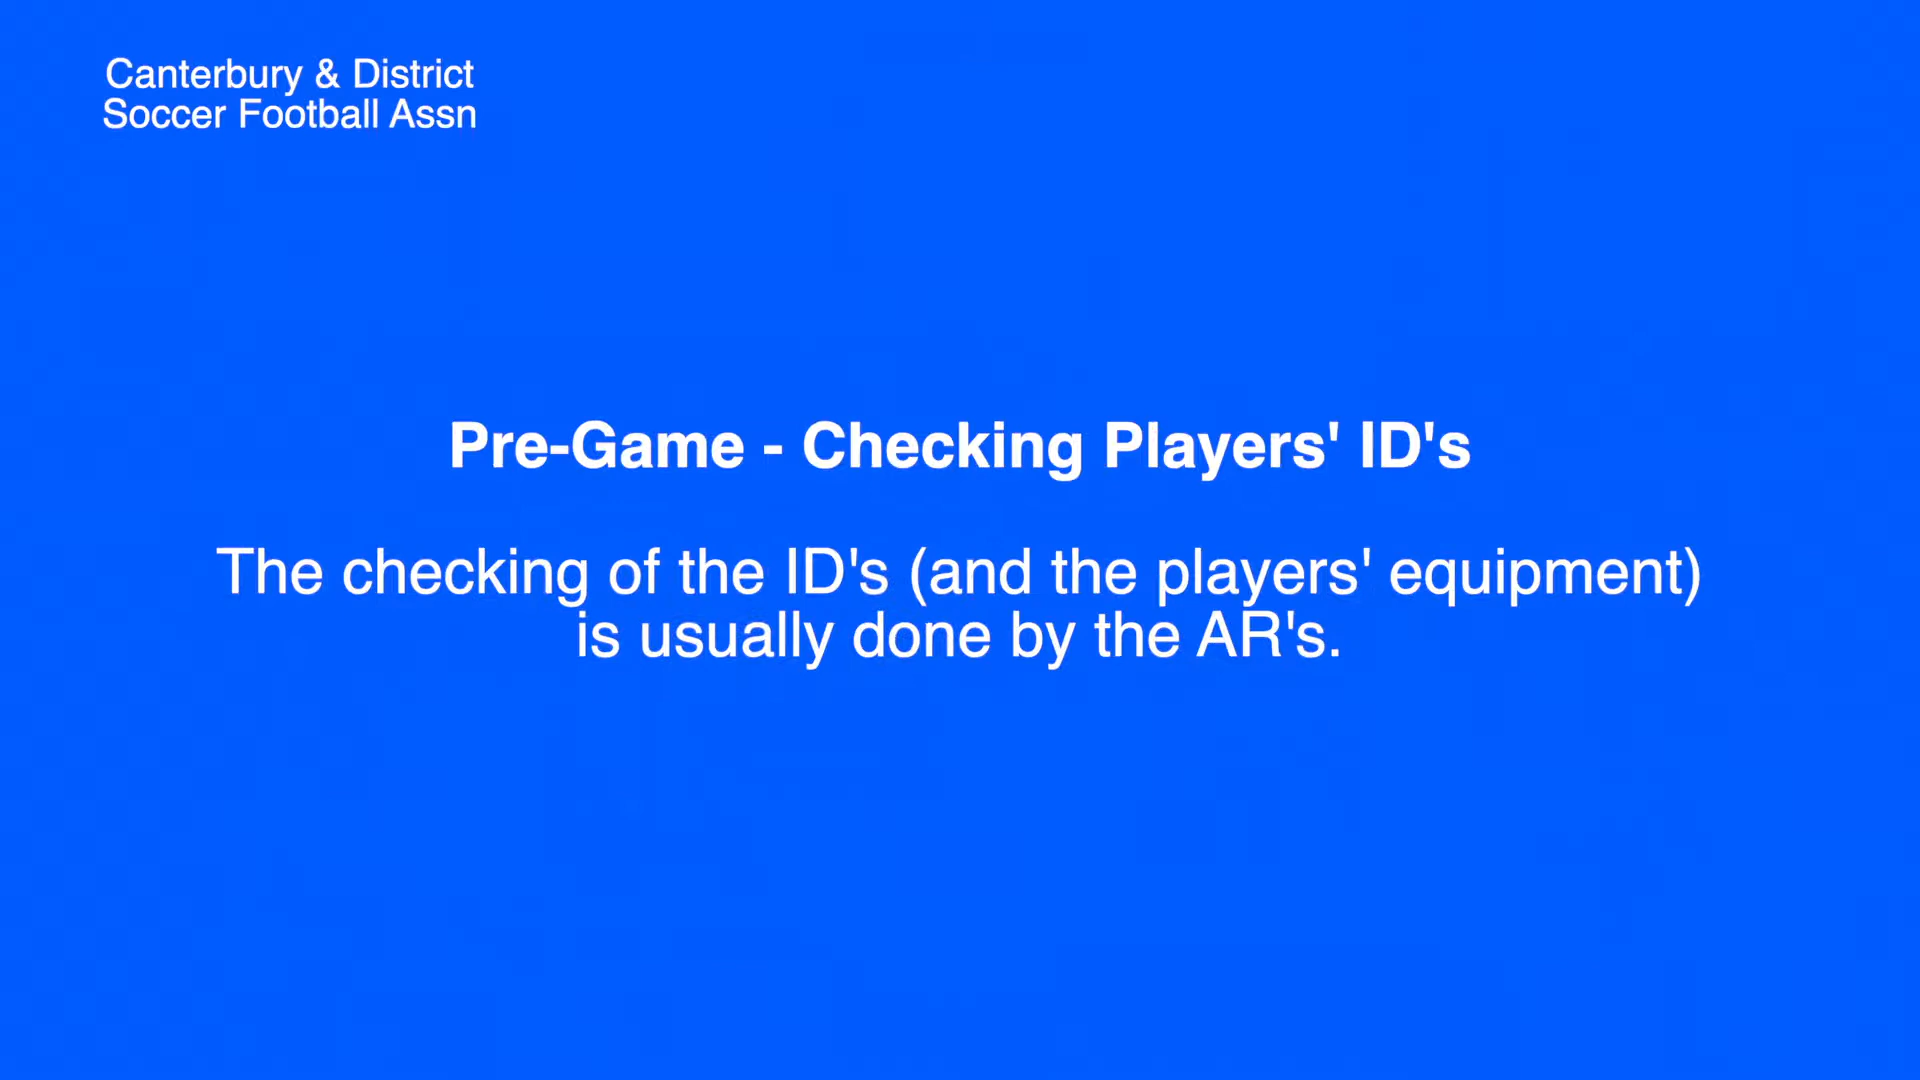 Canterbury & District
Soccer Football Assn
Pre-Game - Checking Players' ID's
The checking of the ID's (and the players' equipment)
is usually done by the AR's.